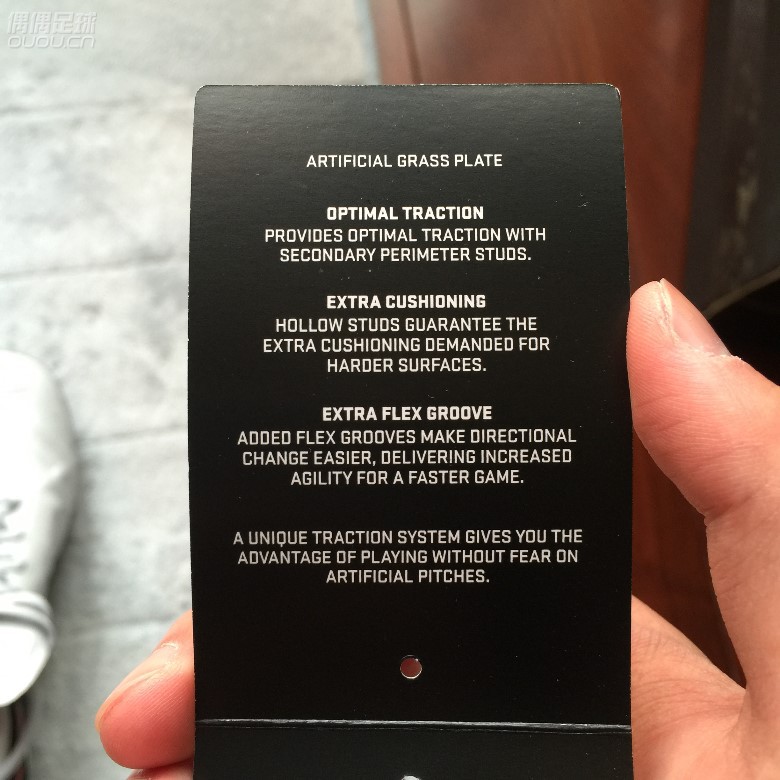 偶偶足球
OUOU.CN
ARTIFICIAL GRASS PLATE
OPTIMAL TRACTION
PROVIDES OPTIMAL TRACTION WITH
SECONDARY PERIMETER STUDS.
EXTRA CUSHIONING
HOLLOW STUDS GUARANTEE THE
EXTRA CUSHIONING DEMANDED FOR
HARDER SURFACES.
EXTRA FLEX GROOVE
ADDED FLEX GROOVES MAKE DIRECTIONAL
CHANGE EASIER, DELIVERING INCREASED
AGILITY FOR A FASTER GAME.
A UNIQUE TRACTION SYSTEM GIVES YOU THE
ADVANTAGE OF PLAYING WITHOUT FEAR ON
ARTIFICIAL PITCHES.